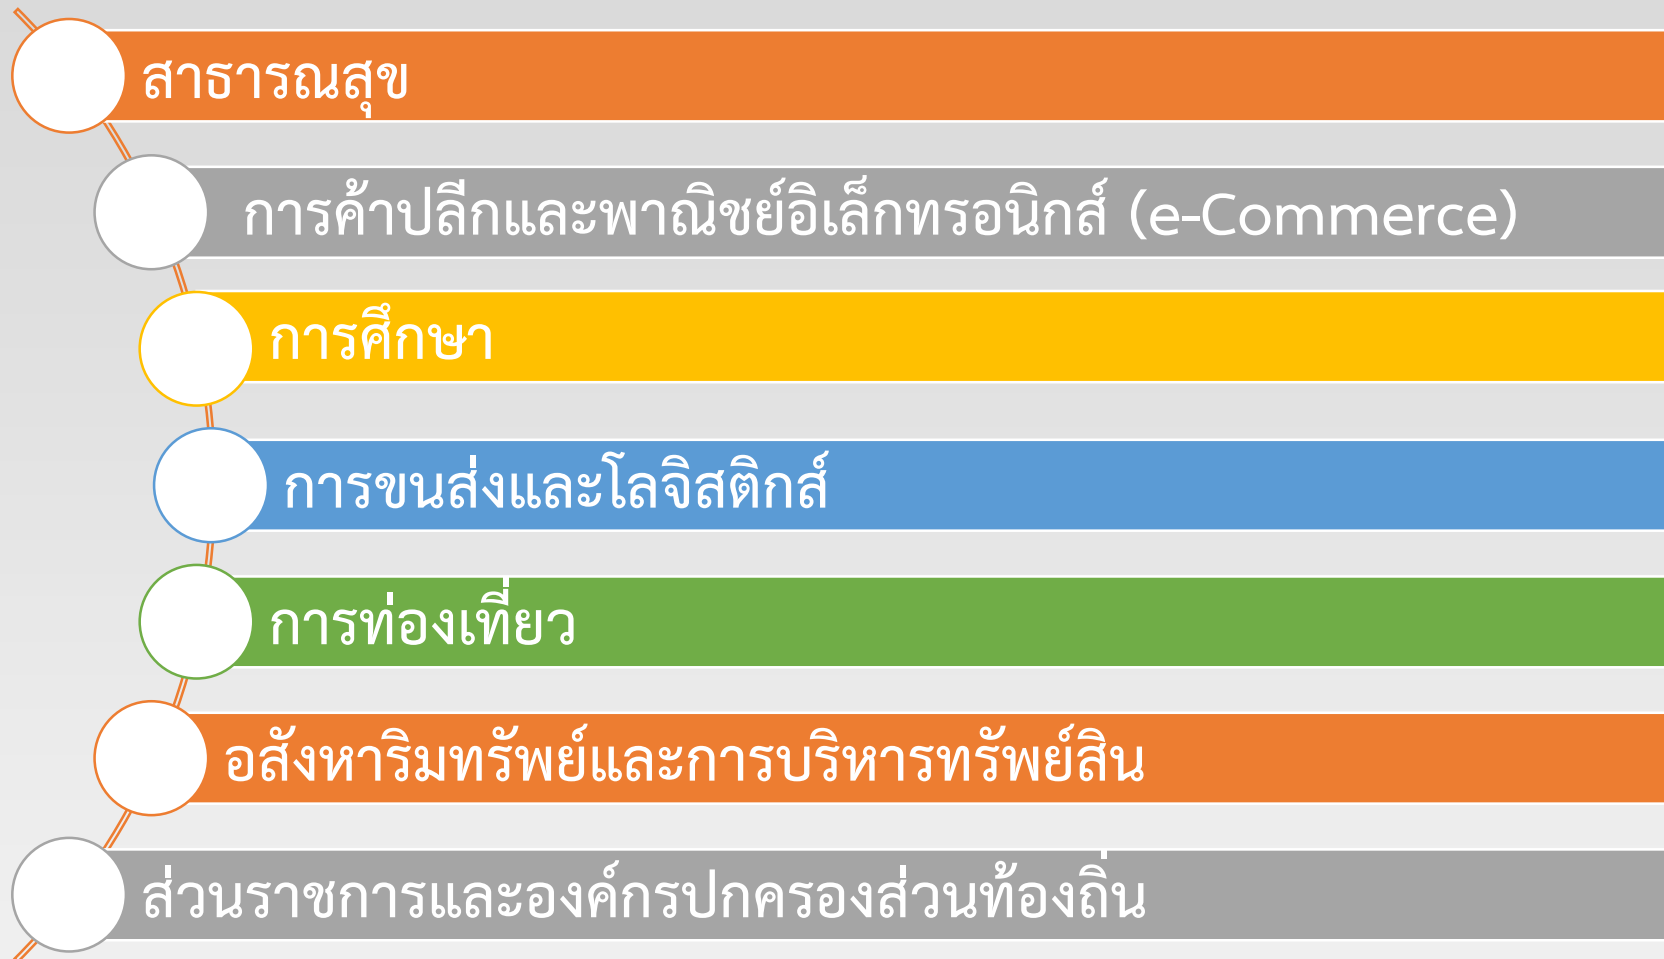 สาธารณสุข
การค้าปลีกและพาณิชย์อิเล็กทรอนิกส์ (e-Commerce)
การศึกษา
การขนส่งและโลจิสติกส์
การท่องเที่ยว
อสังหาริมทรัพย์และการบริหารทรัพย์สิน
ส่วนราชการและองค์กรปกครองส่วนท้องถิ่น